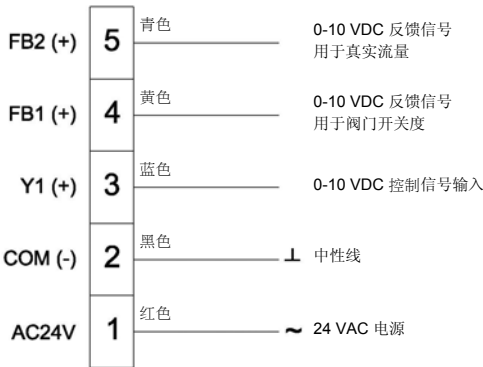 FB2 (+) 5 青色 0-10 VDC 反馈信号
用于真实流量
FB1 (+) 4 黄色 0-10 VDC 反馈信号
用于阀门开关度
Y1 (+) 3 蓝色 0-10 VDC 控制信号输入
COM (-) 2 黑色 ⊥ 中性线
AC24V 1 红色 ~ 24 VAC 电源